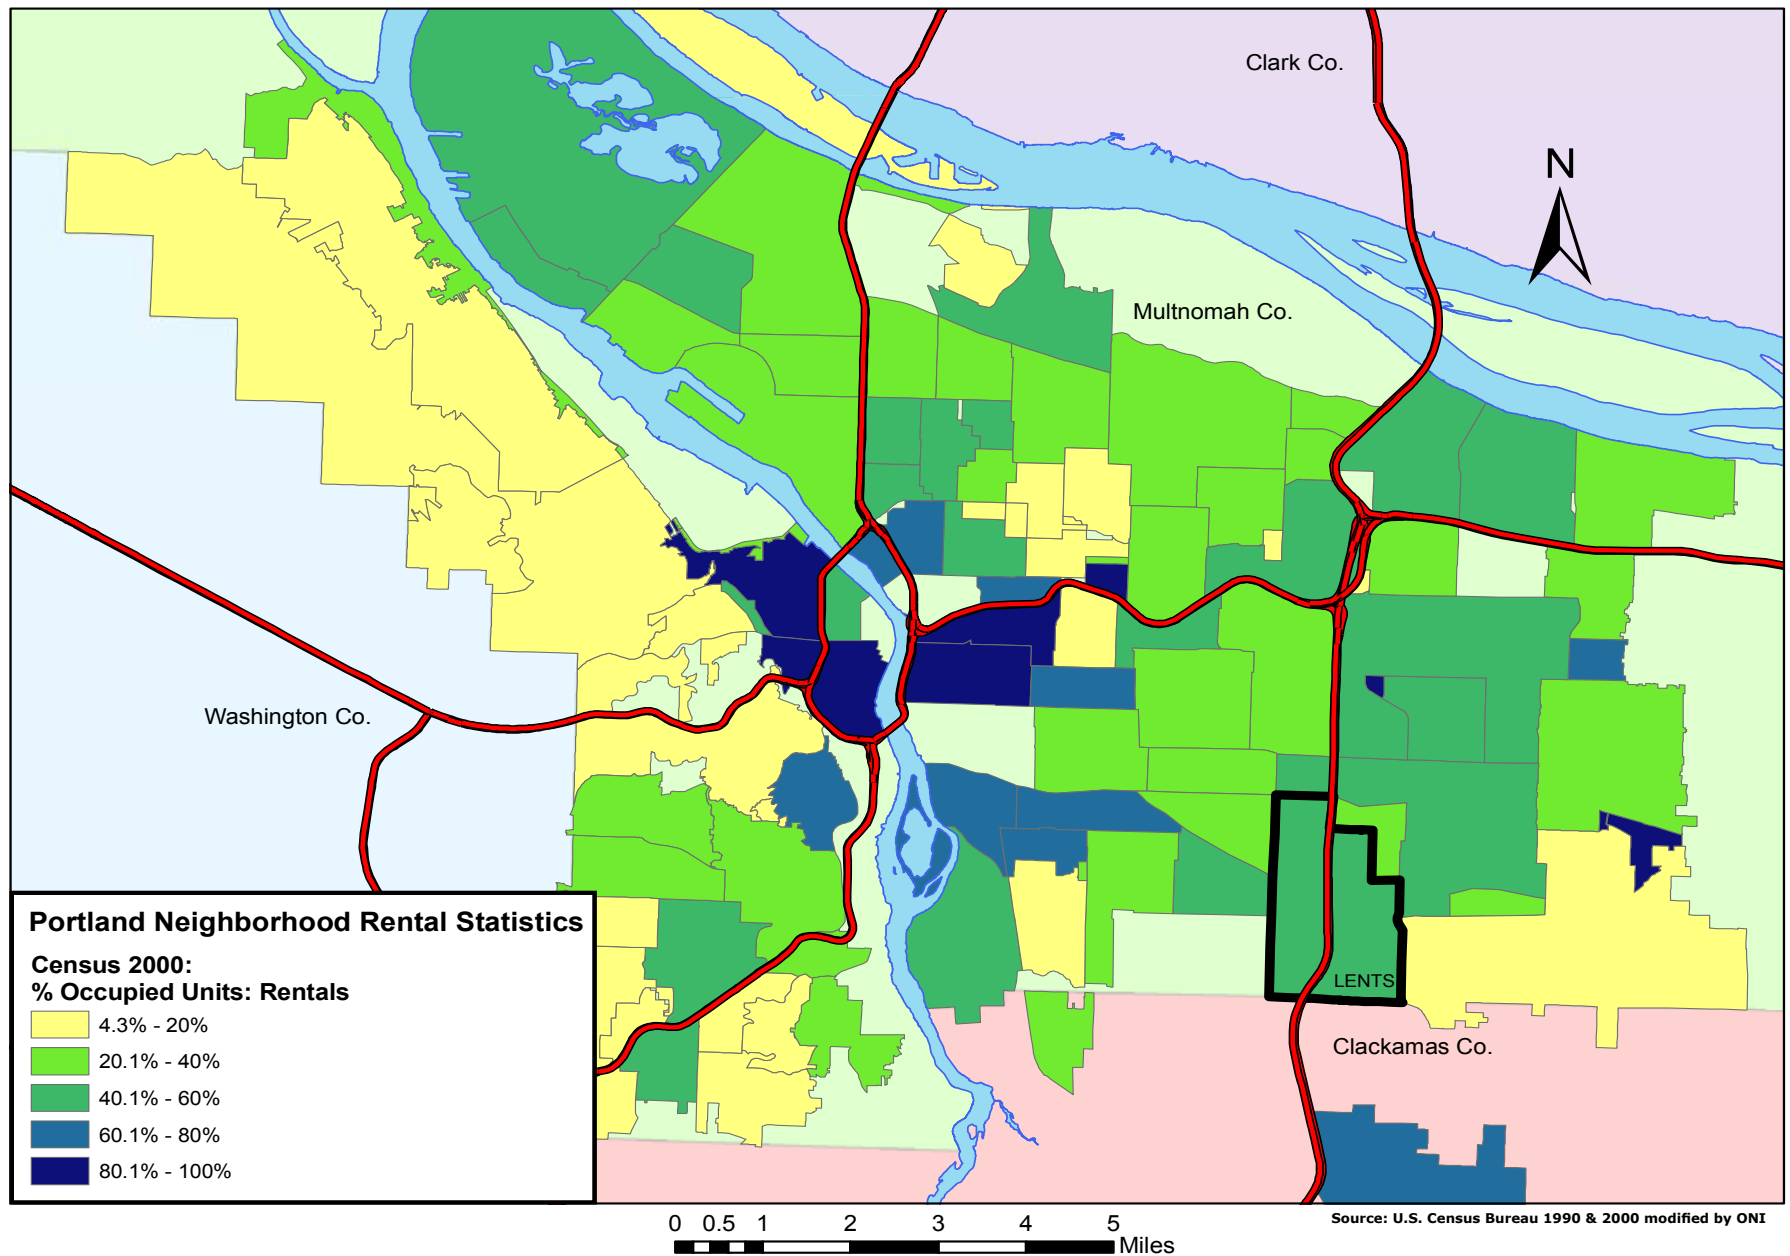 Clark Co.
N
Multnomah Co.
Washington Co.
LENTS
Clackamas Co.
Portland Neighborhood Rental Statistics
Census 2000:
% Occupied Units: Rentals
4.3% - 20%
20.1% - 40%
40.1% - 60%
60.1% - 80%
80.1% - 100%
Source: U.S. Census Bureau 1990 & 2000 modified by ONI
0 0.5 1 2 3 4 5
Miles